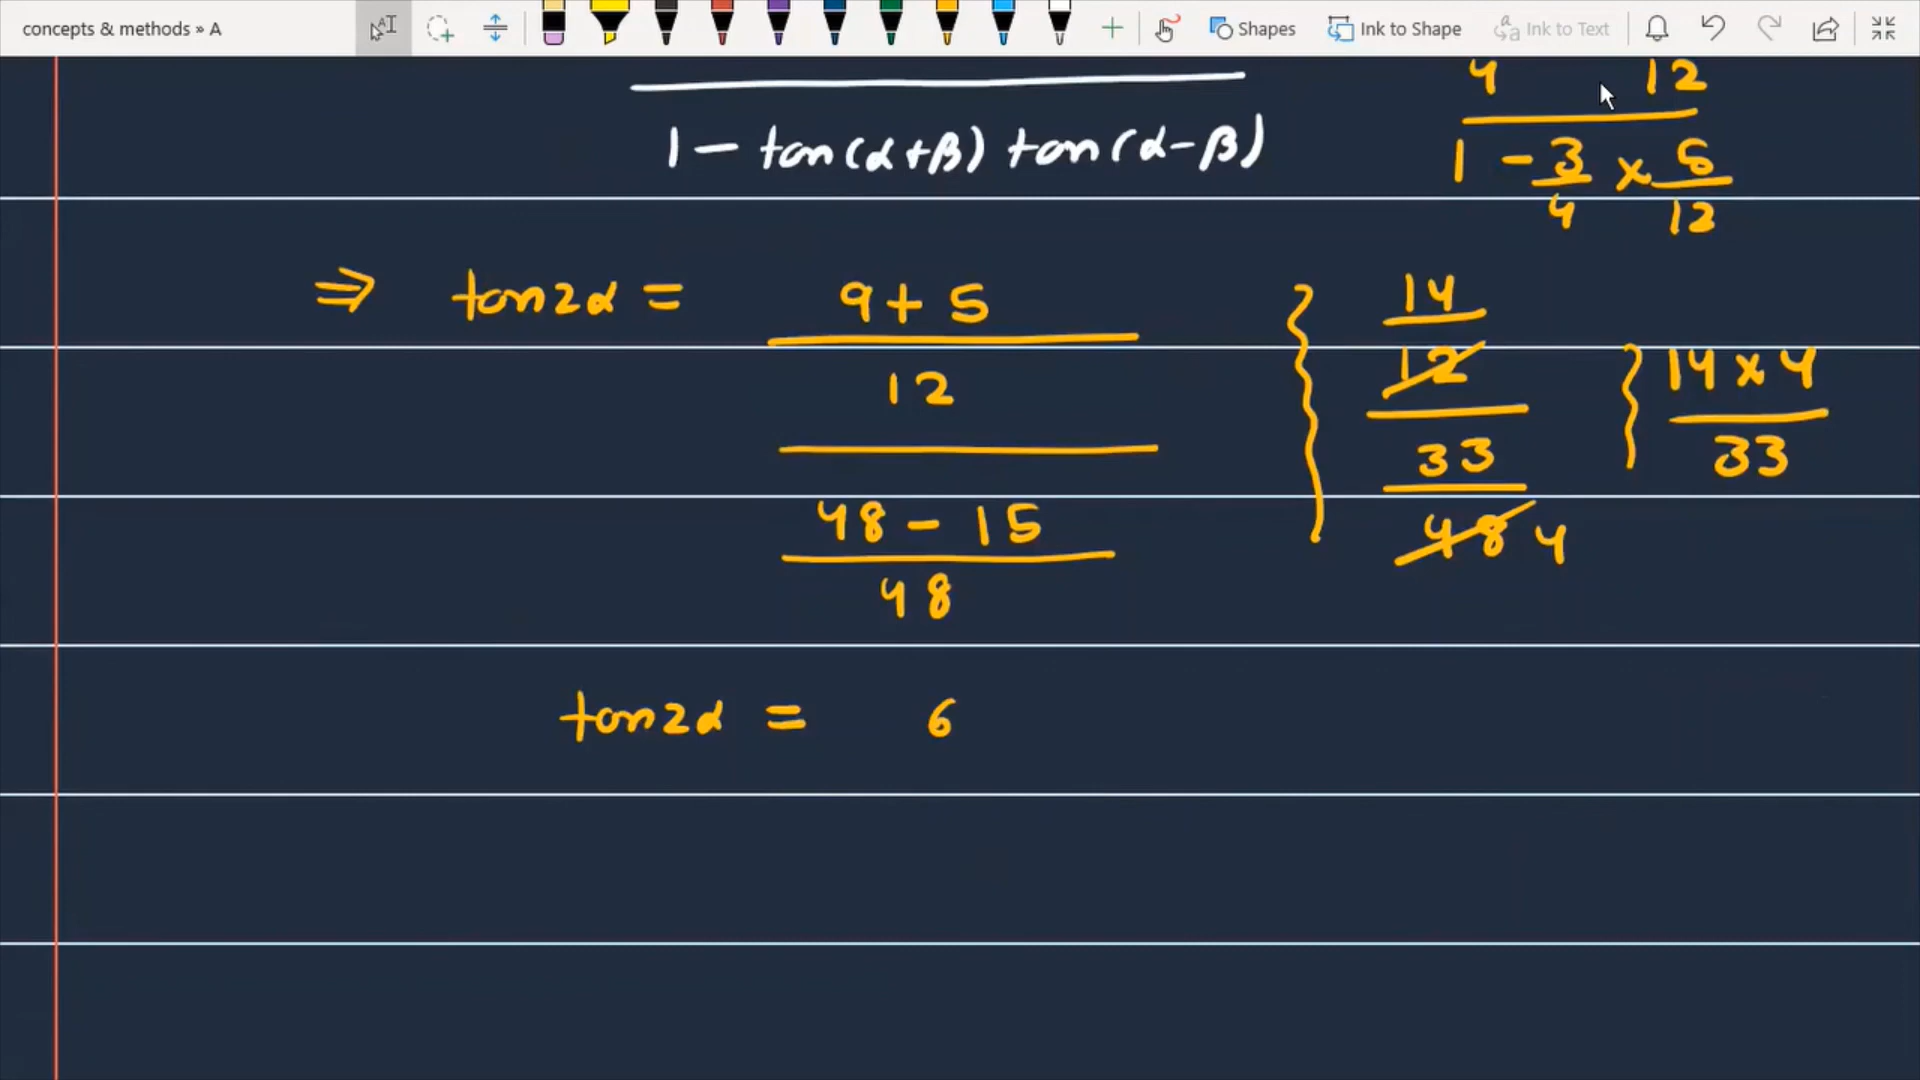 concepts & methods » A
Shapes
Ink to Shape
Ink to Text
1 - tan(α+β) tan(α-β)
4 12
1 - 3/4 × 5/12
⇒ tan2α = 9 + 5
12
48 - 15
48
14
12
33
48 4
14 × 4
33
tan2α = 6